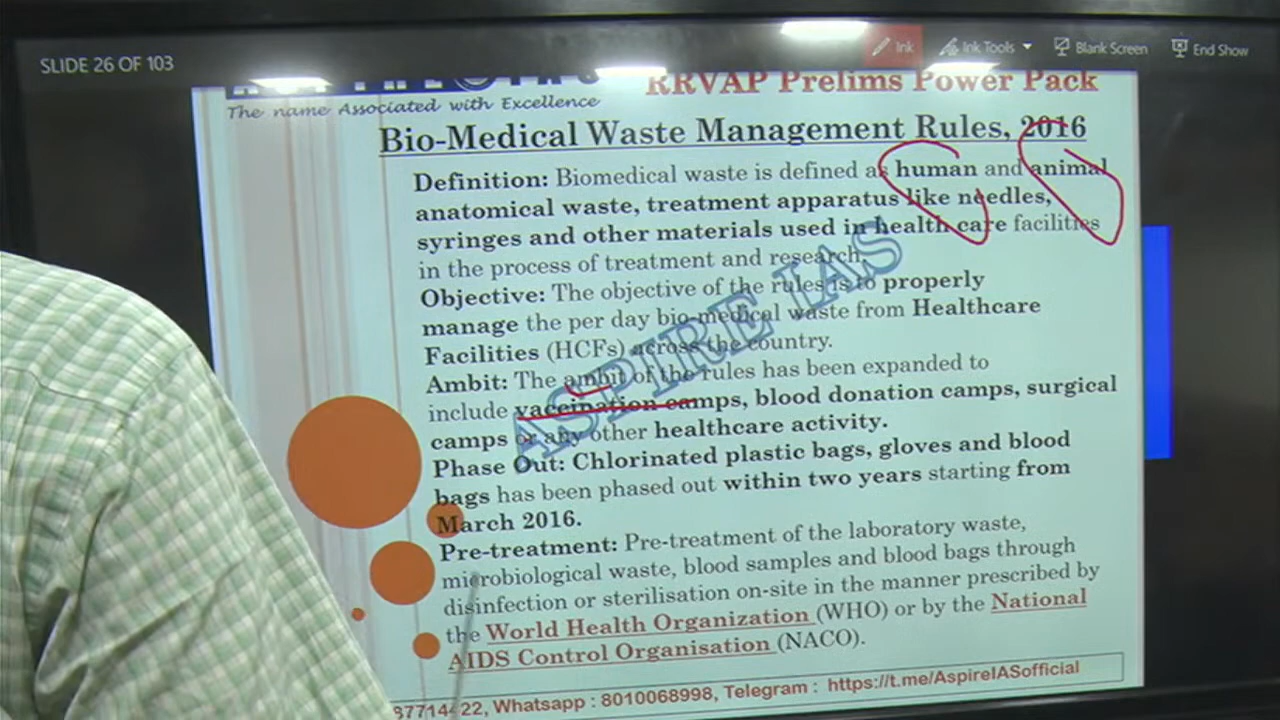 SLIDE 26 OF 103
Ink
Ink Tools
Blank Screen
End Show
The name Associated with Excellence
RRVAP Prelims Power Pack
Bio-Medical Waste Management Rules, 2016
Definition: Biomedical waste is defined as human and animal
anatomical waste, treatment apparatus like needles,
syringes and other materials used in health care facilities
in the process of treatment and research.
Objective: The objective of the rules is to properly
manage the per day bio-medical waste from Healthcare
Facilities (HCFs) across the country.
Ambit: The ambit of the rules has been expanded to
include vaccination camps, blood donation camps, surgical
camps or any other healthcare activity.
Phase Out: Chlorinated plastic bags, gloves and blood
bags has been phased out within two years starting from
March 2016.
Pre-treatment: Pre-treatment of the laboratory waste,
microbiological waste, blood samples and blood bags through
disinfection or sterilisation on-site in the manner prescribed by
the World Health Organization (WHO) or by the National
AIDS Control Organisation (NACO).
ASPIRE IAS
Whatsapp : 8010068998, Telegram : https://t.me/AspireIASofficial